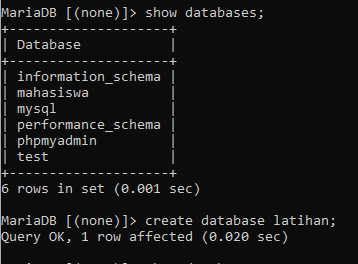 MariaDB [(none)]> show databases;
+--------------------+
| Database           |
+--------------------+
| information_schema |
| mahasiswa          |
| mysql              |
| performance_schema |
| phpmyadmin         |
| test               |
+--------------------+
6 rows in set (0.001 sec)
MariaDB [(none)]> create database latihan;
Query OK, 1 row affected (0.020 sec)